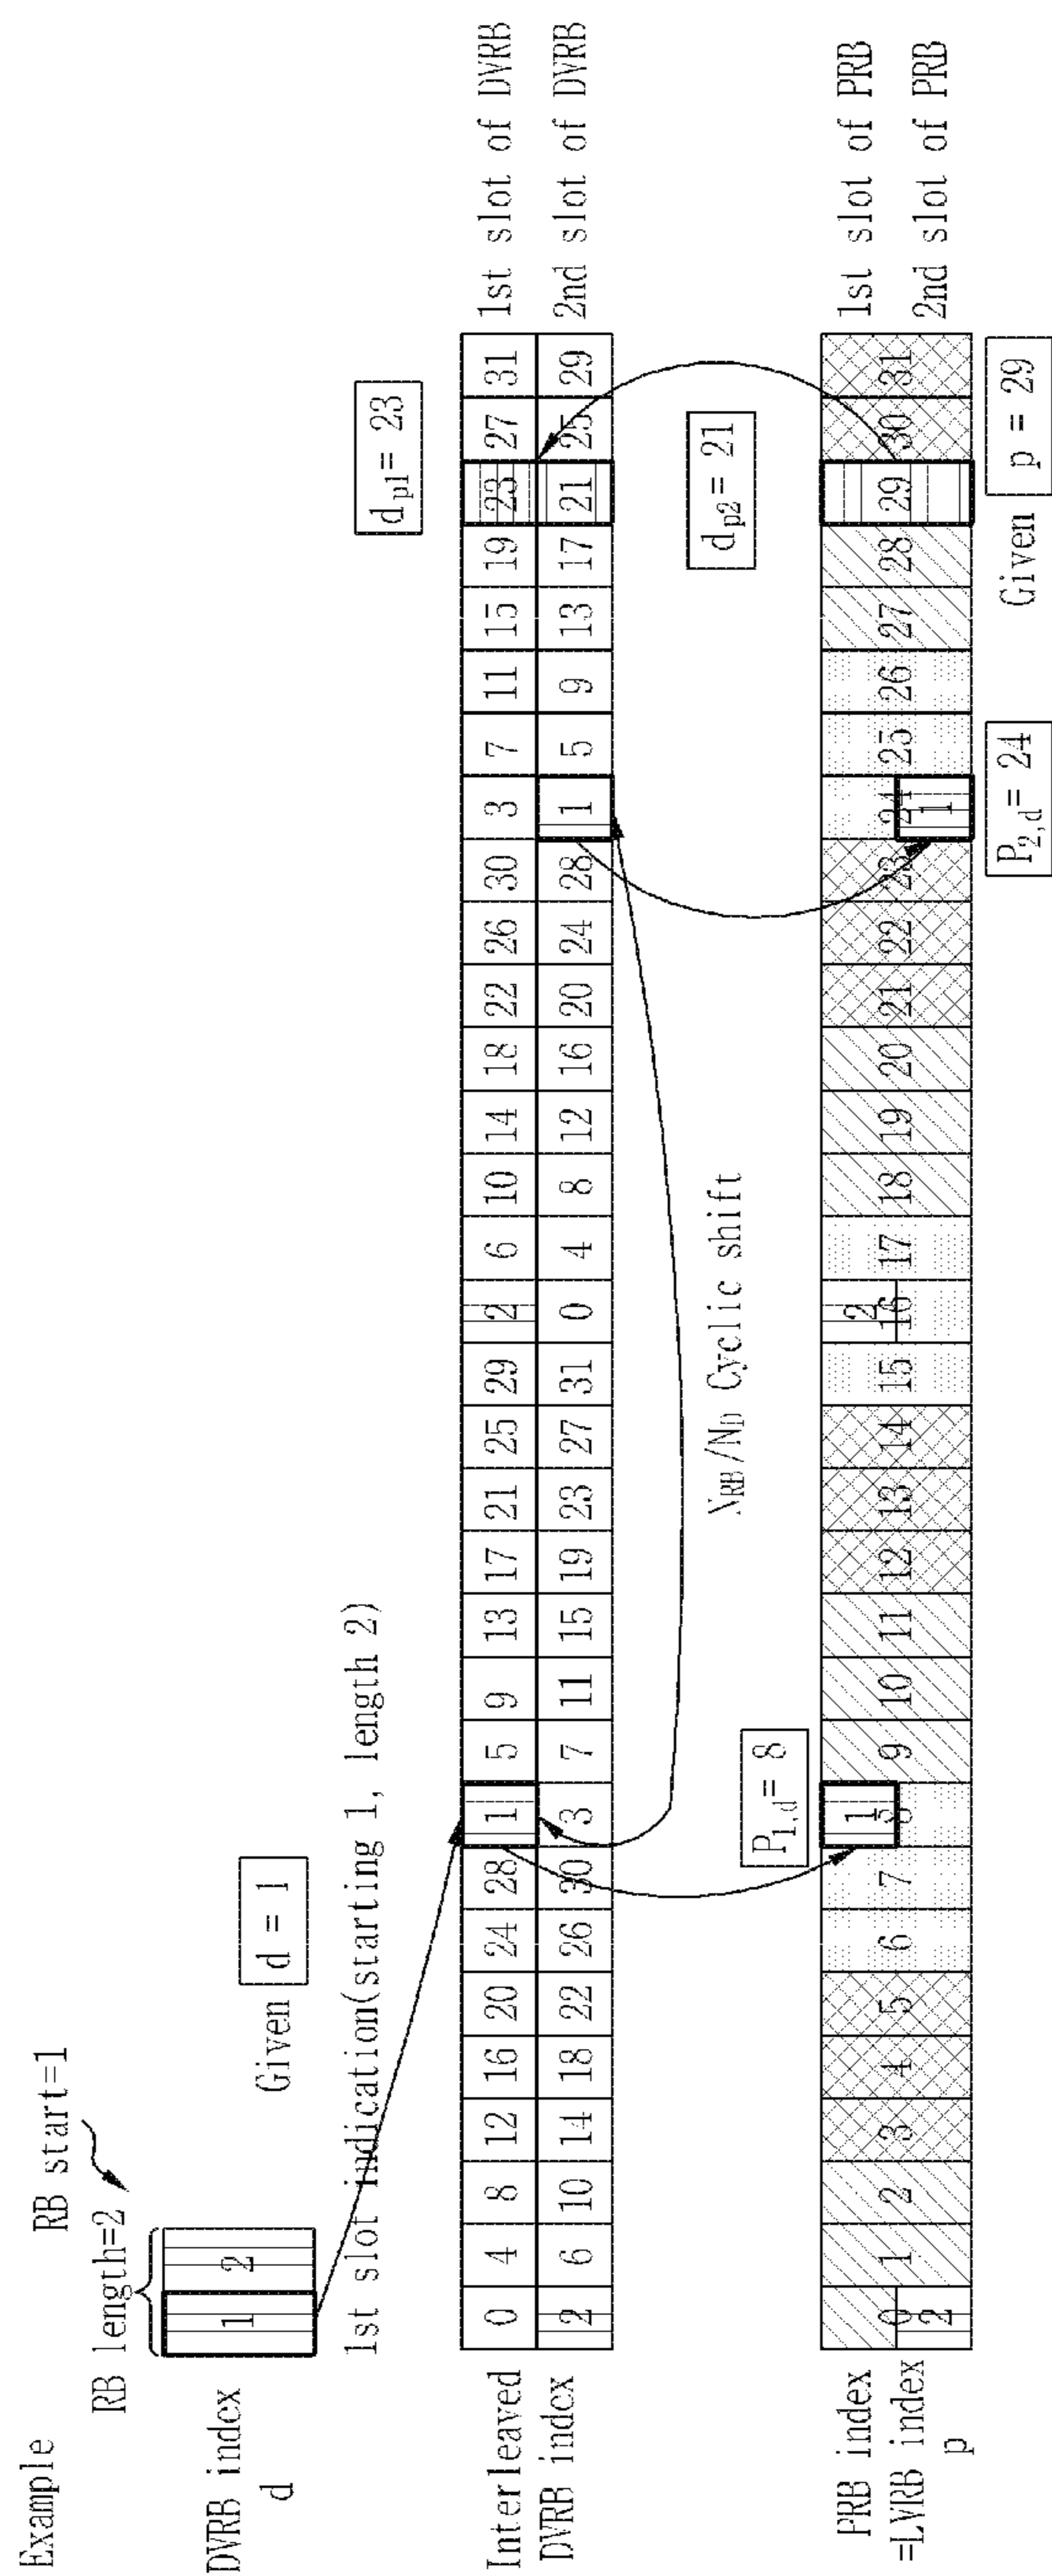 Example
RB start=1
RB length=2
DVRB index
d
1 2
Given d = 1
1st slot indication(starting 1, length 2)
d_p1 = 23
Interleaved
DVRB index
0 4 8 12 16 20 24 28 1 5 9 13 17 21 25 29 2 6 10 14 18 22 26 30 3 7 11 15 19 23 27 31
1st slot of DVRB
2 6 10 14 18 22 26 30 3 7 11 15 19 23 27 31 0 4 8 12 16 20 24 28 1 5 9 13 17 21 25 29
2nd slot of DVRB
N_RB/N_D Cyclic shift
d_p2 = 21
P_1,d = 8
PRB index
=LVRB index
p
1 2
0 1 2 3 4 5 6 7 8 9 10 11 12 13 14 15 16 17 18 19 20 21 22 23 24 25 26 27 28 29 30 31
2 1
1st slot of PRB
2nd slot of PRB
P_2,d = 24
Given p = 29